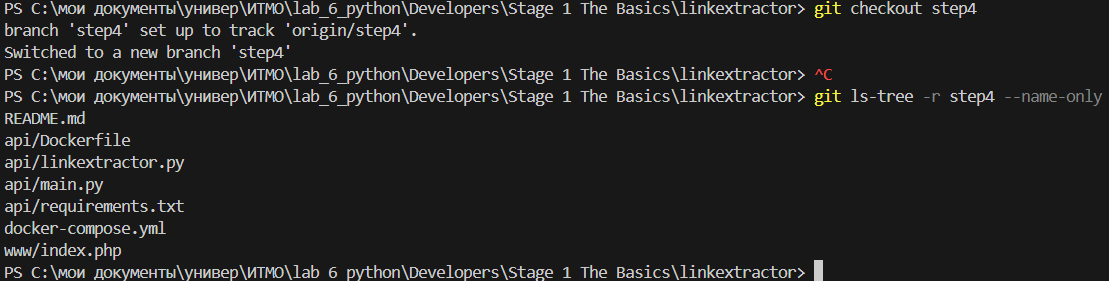 PS C:\мои документы\универ\ИТМО\lab_6_python\Developers\Stage 1 The Basics\linkextractor> git checkout step4
branch 'step4' set up to track 'origin/step4'.
Switched to a new branch 'step4'
PS C:\мои документы\универ\ИТМО\lab_6_python\Developers\Stage 1 The Basics\linkextractor> ^C
PS C:\мои документы\универ\ИТМО\lab_6_python\Developers\Stage 1 The Basics\linkextractor> git ls-tree -r step4 --name-only
README.md
api/Dockerfile
api/linkextractor.py
api/main.py
api/requirements.txt
docker-compose.yml
www/index.php
PS C:\мои документы\универ\ИТМО\lab_6_python\Developers\Stage 1 The Basics\linkextractor>